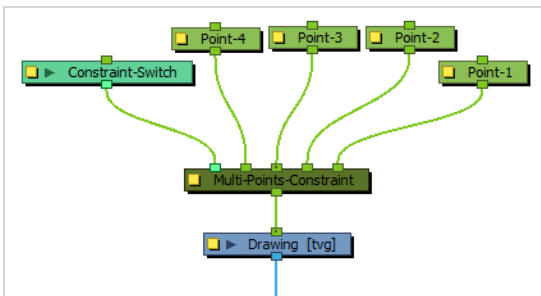 Point-4
Point-3
Point-2
Constraint-Switch
Point-1
Multi-Points-Constraint
Drawing [tvg]